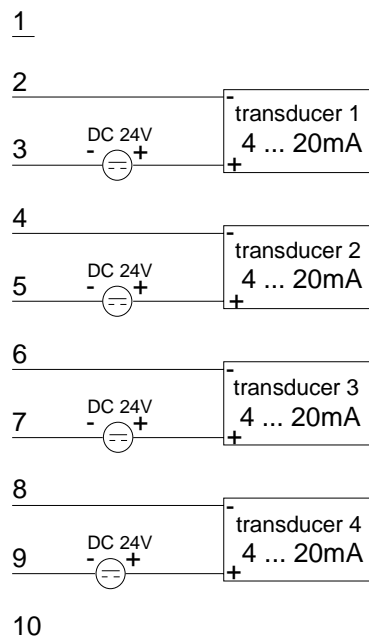 1
2
-
transducer 1
DC 24V
3
- +
4 ... 20mA
+
4
-
transducer 2
DC 24V
5
- +
4 ... 20mA
+
6
-
transducer 3
DC 24V
7
- +
4 ... 20mA
+
8
-
transducer 4
DC 24V
9
- +
4 ... 20mA
+
10